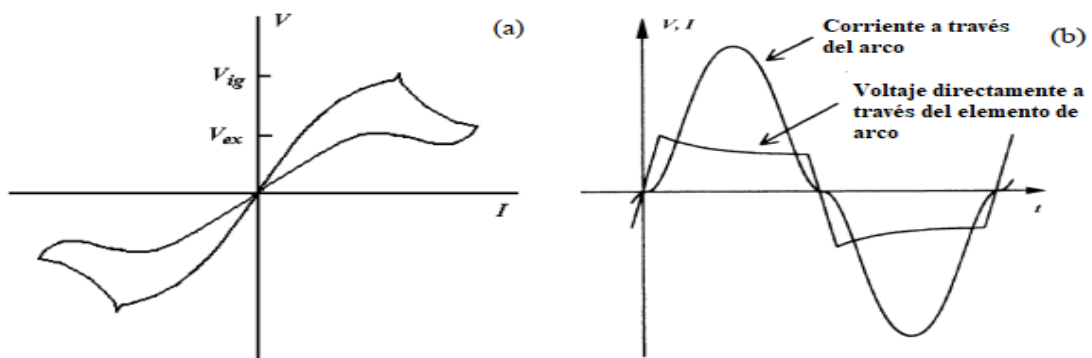 V
(a)
V_ig
V_ex
I
V, I
Corriente a través
del arco
(b)
Voltaje directamente a
través del elemento de
arco
t